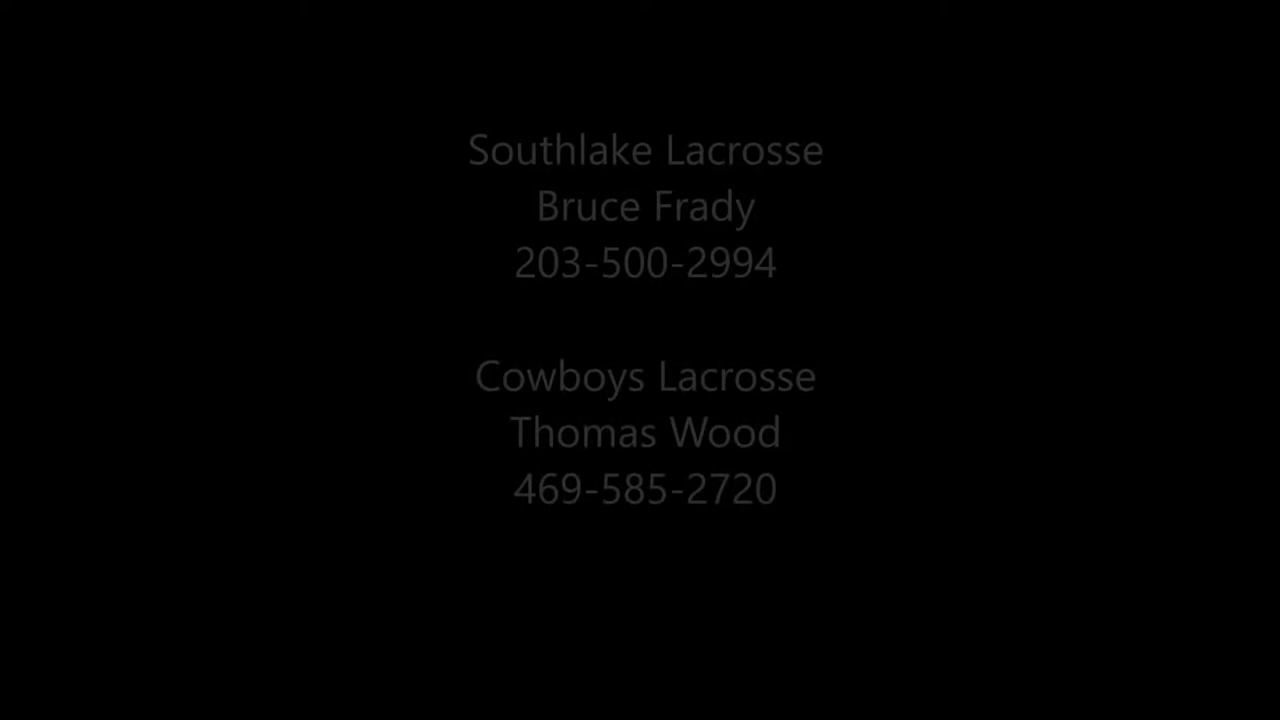 Southlake Lacrosse
Bruce Frady
203-500-2994
Cowboys Lacrosse
Thomas Wood
469-585-2720